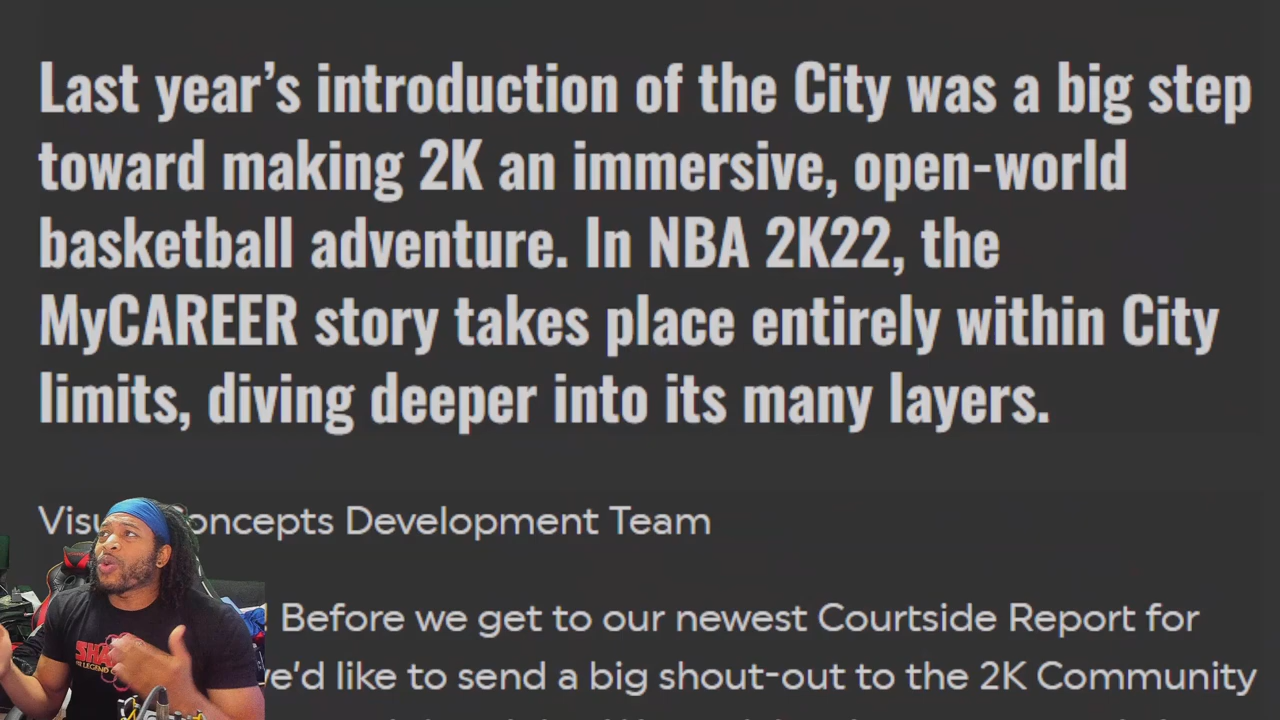 Last year’s introduction of the City was a big step
toward making 2K an immersive, open-world
basketball adventure. In NBA 2K22, the
MyCAREER story takes place entirely within City
limits, diving deeper into its many layers.
Concepts Development Team
! Before we get to our newest Courtside Report for
we’d like to send a big shout-out to the 2K Community